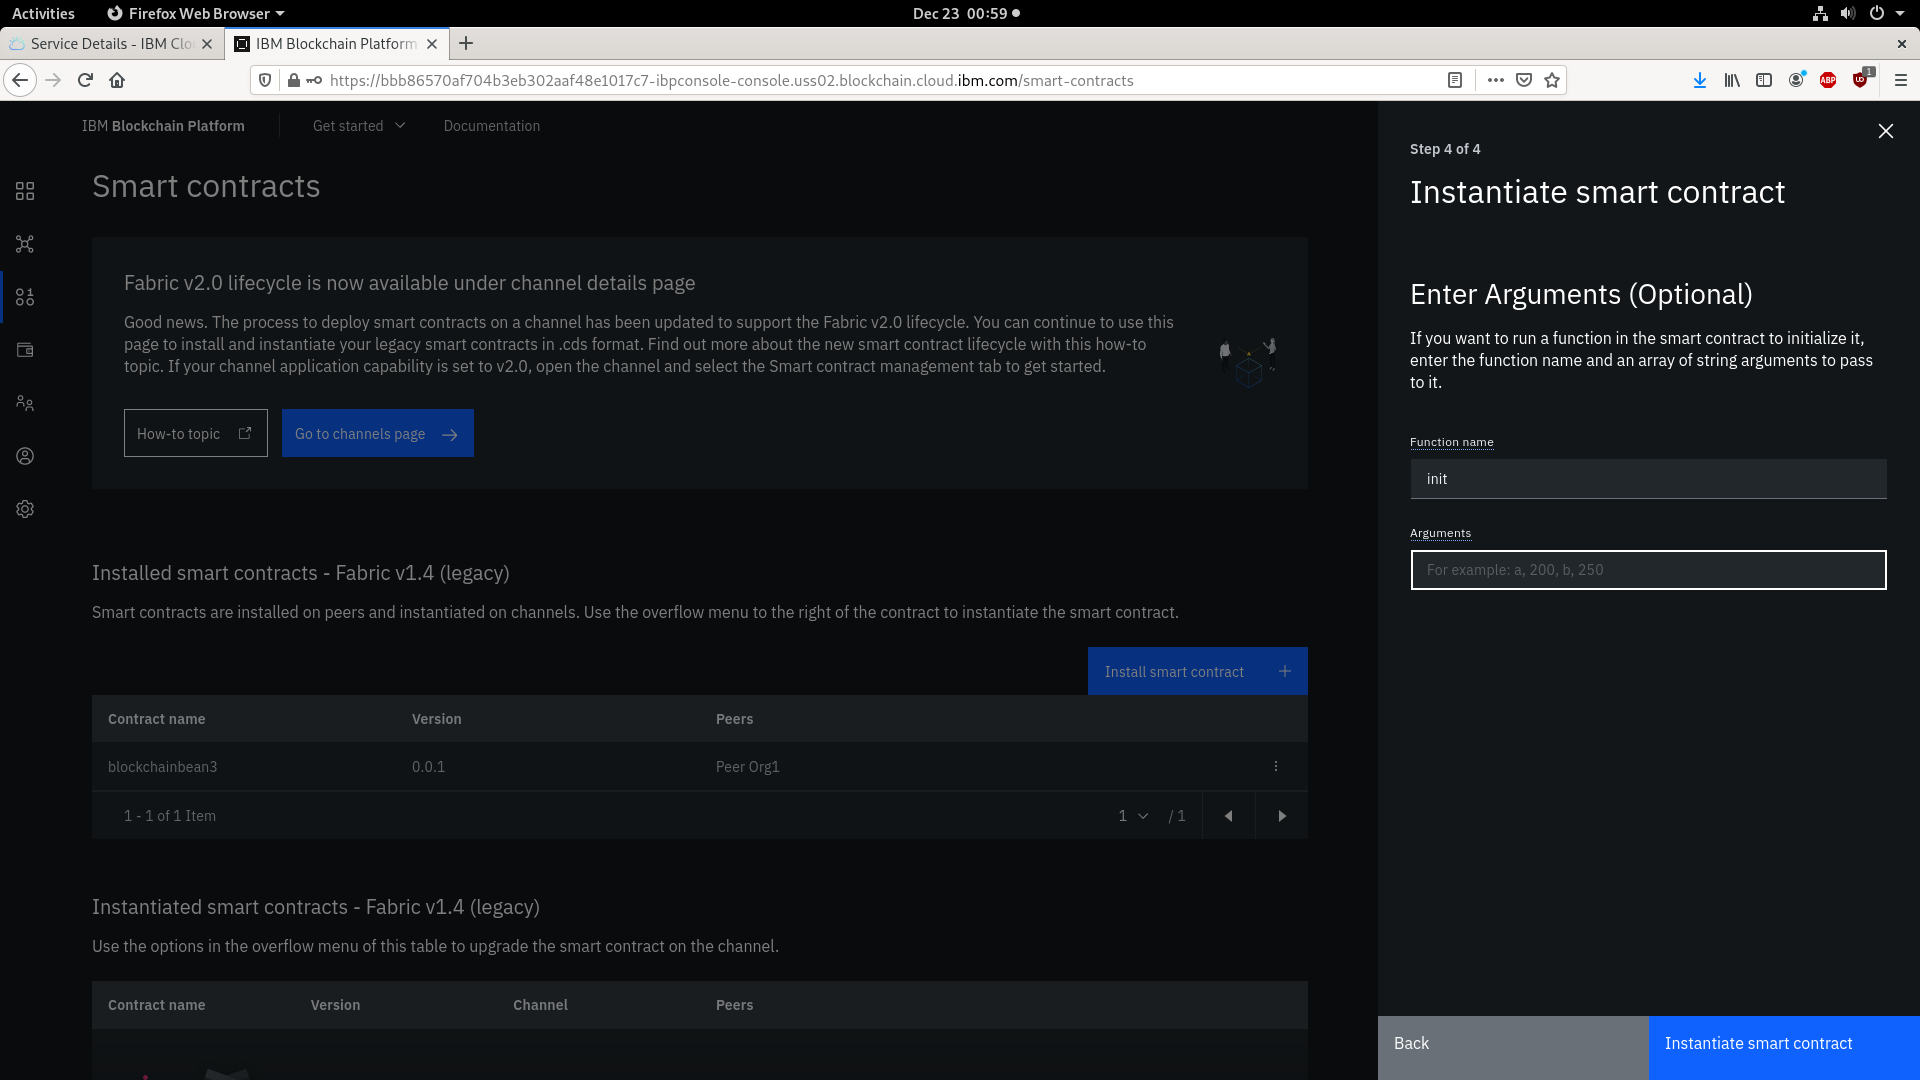 Activities
Firefox Web Browser
Dec 23 00:59
Service Details - IBM Clo
IBM Blockchain Platform
https://bbb86570af704b3eb302aaf48e1017c7-ibpconsole-console.uss02.blockchain.cloud.ibm.com/smart-contracts
ABP
1
IBM Blockchain Platform
Get started
Documentation
Smart contracts
Fabric v2.0 lifecycle is now available under channel details page
Good news. The process to deploy smart contracts on a channel has been updated to support the Fabric v2.0 lifecycle. You can continue to use this
page to install and instantiate your legacy smart contracts in .cds format. Find out more about the new smart contract lifecycle with this how-to
topic. If your channel application capability is set to v2.0, open the channel and select the Smart contract management tab to get started.
How-to topic
Go to channels page
Installed smart contracts - Fabric v1.4 (legacy)
Smart contracts are installed on peers and instantiated on channels. Use the overflow menu to the right of the contract to instantiate the smart contract.
Install smart contract
Contract name Version Peers
blockchainbean3 0.0.1 Peer Org1
1 - 1 of 1 Item
1 / 1
Instantiated smart contracts - Fabric v1.4 (legacy)
Use the options in the overflow menu of this table to upgrade the smart contract on the channel.
Contract name Version Channel Peers
Step 4 of 4
Instantiate smart contract
Enter Arguments (Optional)
If you want to run a function in the smart contract to initialize it,
enter the function name and an array of string arguments to pass
to it.
Function name
init
Arguments
For example: a, 200, b, 250
Back
Instantiate smart contract